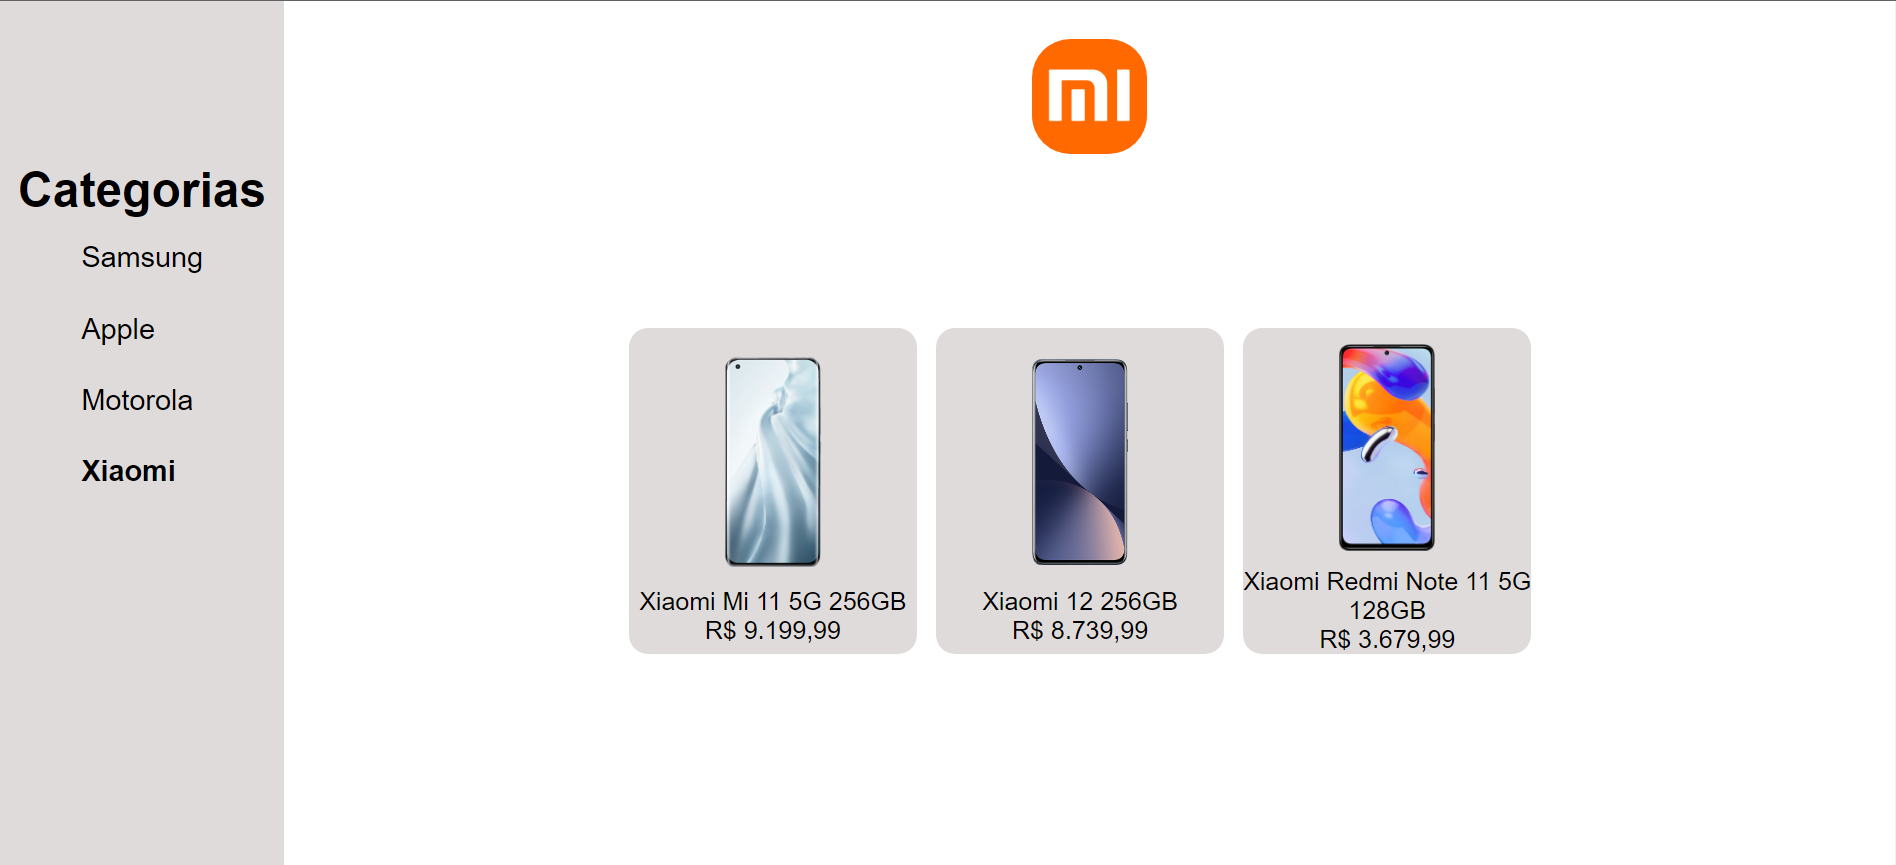 mi
Categorias
Samsung
Apple
Motorola
Xiaomi
Xiaomi Mi 11 5G 256GB
R$ 9.199,99
Xiaomi 12 256GB
R$ 8.739,99
Xiaomi Redmi Note 11 5G
128GB
R$ 3.679,99